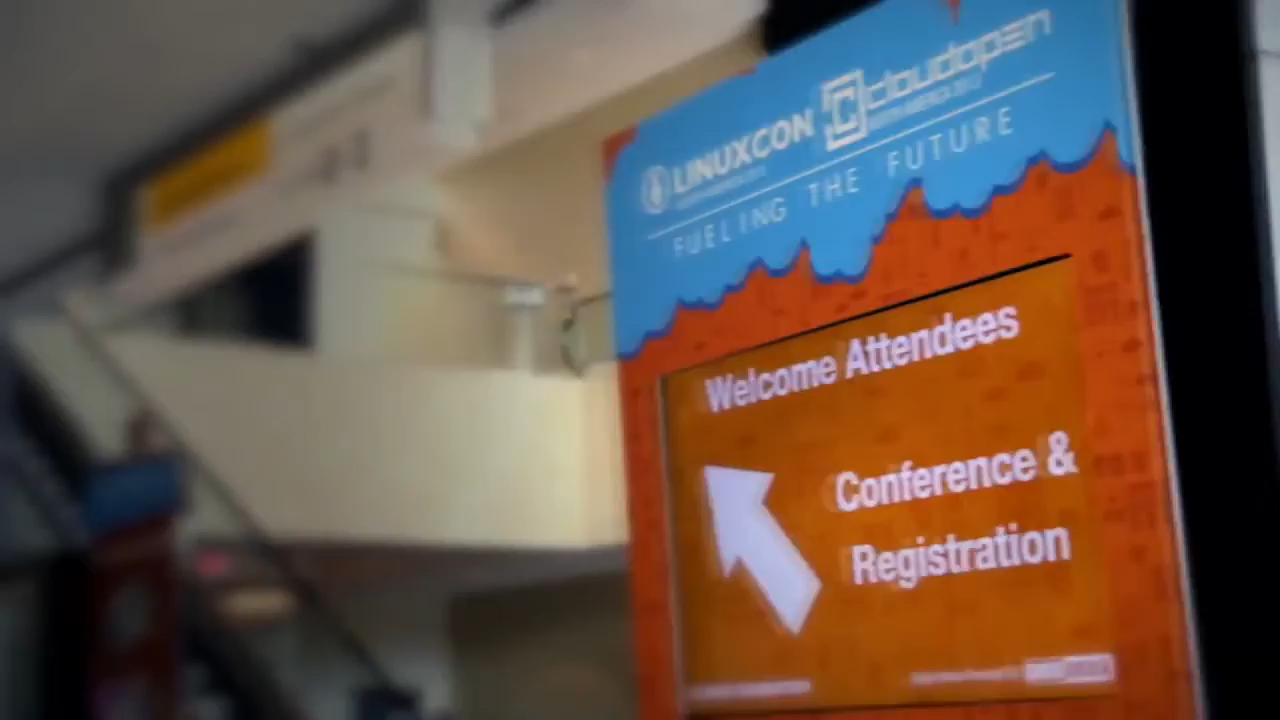 LINUXCON
cloudopen
FUELING THE FUTURE
Welcome Attendees
Conference &
Registration